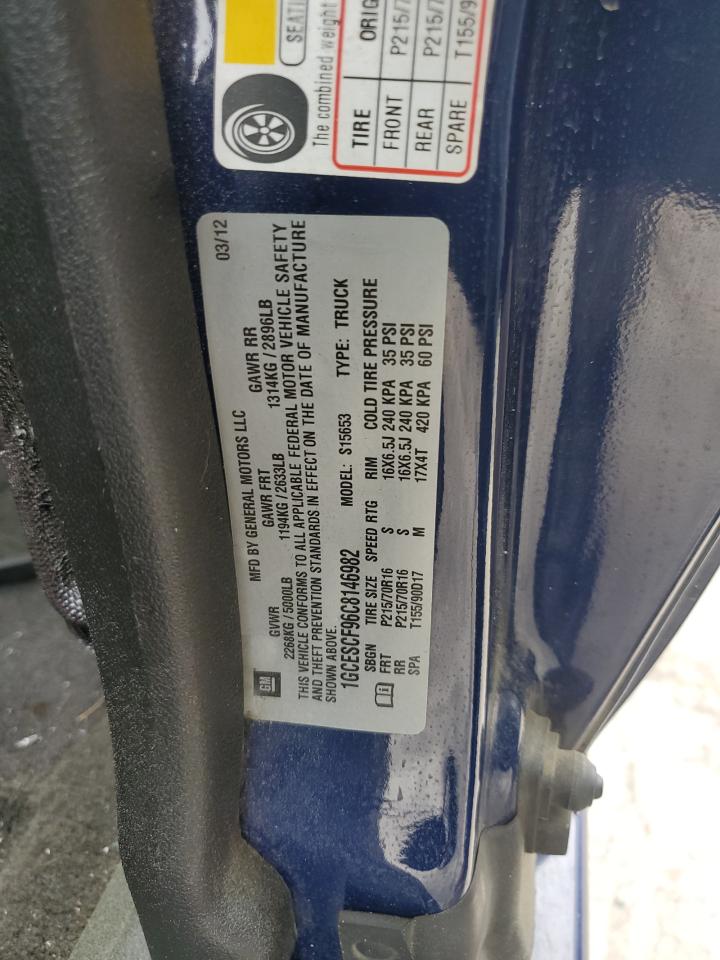 SEATI
The combined weight
TIRE ORIG
FRONT P215/7
REAR P215/7
SPARE T155/9
03/12
GM MFD BY GENERAL MOTORS LLC
GVWR GAWR FRT GAWR RR
2268KG / 5000LB 1194KG / 2633LB 1314KG / 2896LB
THIS VEHICLE CONFORMS TO ALL APPLICABLE FEDERAL MOTOR VEHICLE SAFETY
AND THEFT PREVENTION STANDARDS IN EFFECT ON THE DATE OF MANUFACTURE
SHOWN ABOVE.
1GCESCF96C8146982 MODEL: S15653 TYPE: TRUCK
SBGN TIRE SIZE SPEED RTG RIM COLD TIRE PRESSURE
FRT P215/70R16 S 16X6.5J 240 KPA 35 PSI
RR P215/70R16 S 16X6.5J 240 KPA 35 PSI
SPA T155/90D17 M 17X4T 420 KPA 60 PSI